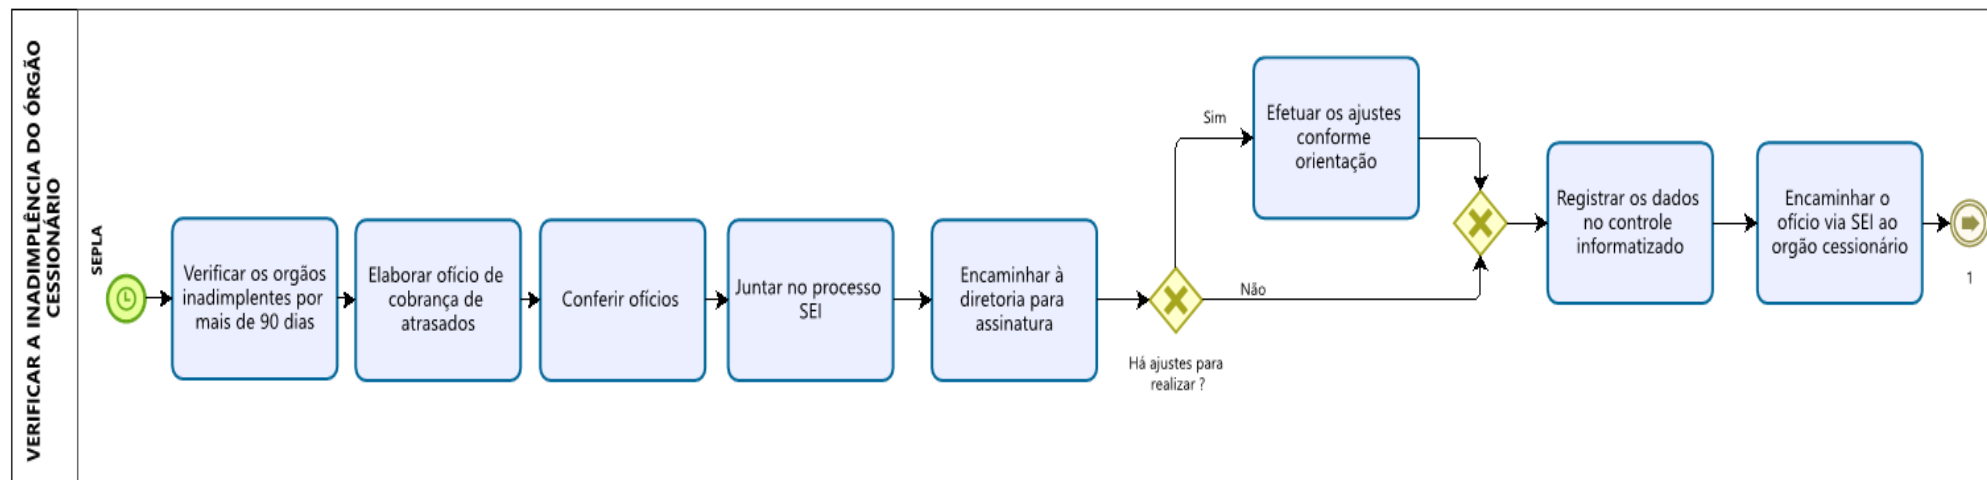 VERIFICAR A INADIMPLÊNCIA DO ÓRGÃO
CESSIONÁRIO
SEPLA
Verificar os orgãos
inadimplentes por
mais de 90 dias
Elaborar ofício de
cobrança de
atrasados
Conferir ofícios
Juntar no processo
SEI
Encaminhar à
diretoria para
assinatura
Há ajustes para
realizar ?
Sim
Efetuar os ajustes
conforme
orientação
Não
Registrar os dados
no controle
informatizado
Encaminhar o
ofício via SEI ao
orgão cessionário
1